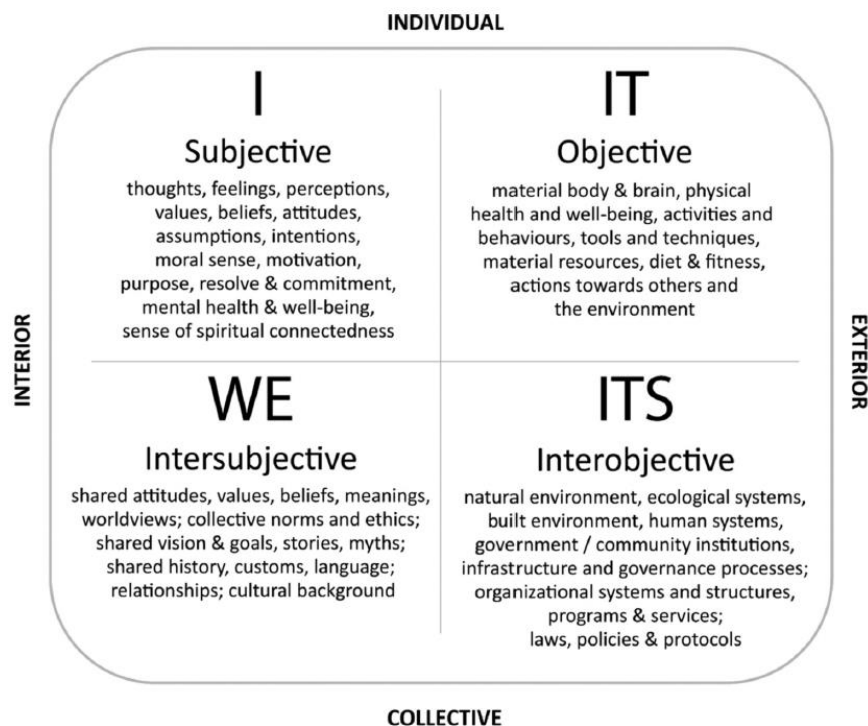 INDIVIDUAL
I
Subjective
thoughts, feelings, perceptions,
values, beliefs, attitudes,
assumptions, intentions,
moral sense, motivation,
purpose, resolve & commitment,
mental health & well-being,
sense of spiritual connectedness
IT
Objective
material body & brain, physical
health and well-being, activities and
behaviours, tools and techniques,
material resources, diet & fitness,
actions towards others and
the environment
INTERIOR
EXTERIOR
WE
Intersubjective
shared attitudes, values, beliefs, meanings,
worldviews; collective norms and ethics;
shared vision & goals, stories, myths;
shared history, customs, language;
relationships; cultural background
ITS
Interobjective
natural environment, ecological systems,
built environment, human systems,
government / community institutions,
infrastructure and governance processes;
organizational systems and structures,
programs & services;
laws, policies & protocols
COLLECTIVE